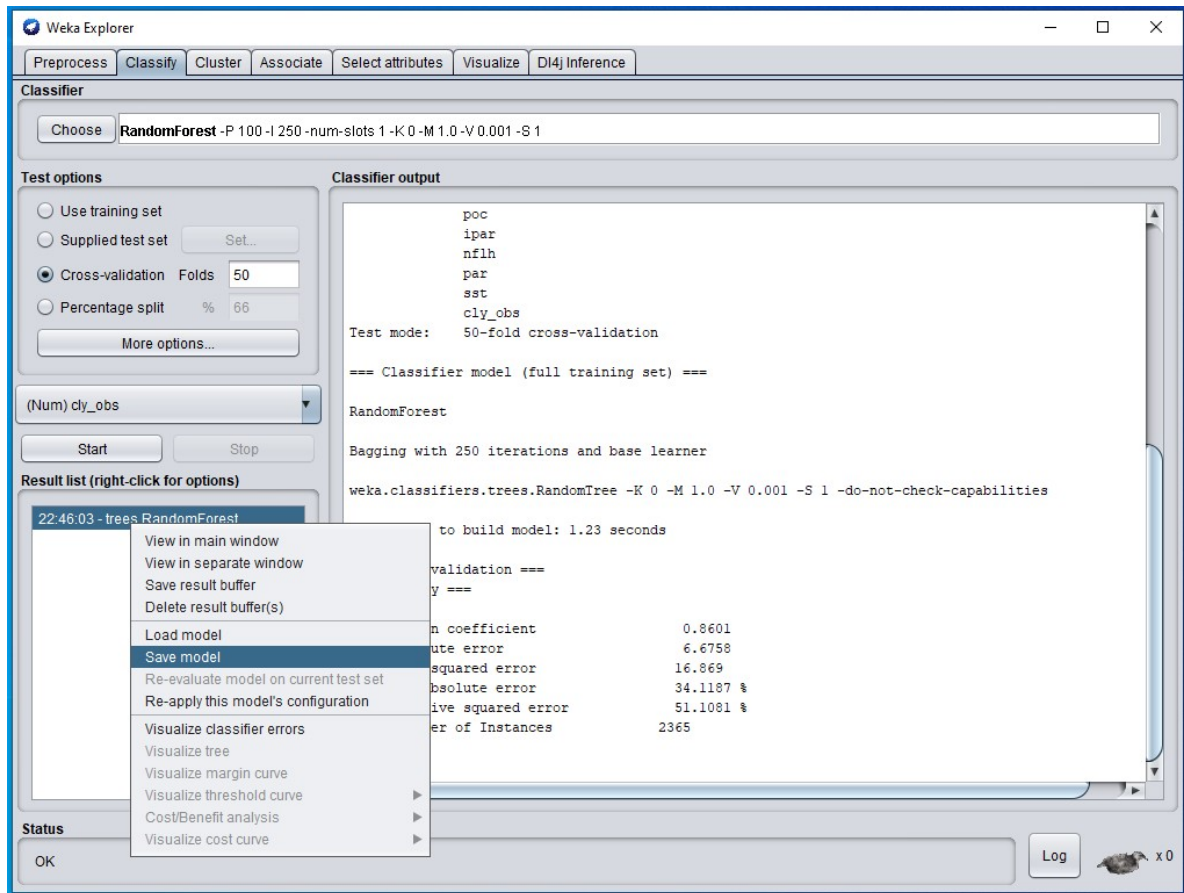 Weka Explorer
Preprocess Classify Cluster Associate Select attributes Visualize Dl4j Inference
Classifier
Choose RandomForest -P 100 -I 250 -num-slots 1 -K 0 -M 1.0 -V 0.001 -S 1
Test options
Use training set
Supplied test set Set...
Cross-validation Folds 50
Percentage split % 66
More options...
(Num) cly_obs
Start Stop
Result list (right-click for options)
22:46:03 - trees.RandomForest
View in main window
View in separate window
Save result buffer
Delete result buffer(s)
Load model
Save model
Re-evaluate model on current test set
Re-apply this model's configuration
Visualize classifier errors
Visualize tree
Visualize margin curve
Visualize threshold curve
Cost/Benefit analysis
Visualize cost curve
Classifier output
poc
ipar
nflh
par
sst
cly_obs
Test mode: 50-fold cross-validation
=== Classifier model (full training set) ===
RandomForest
Bagging with 250 iterations and base learner
weka.classifiers.trees.RandomTree -K 0 -M 1.0 -V 0.001 -S 1 -do-not-check-capabilities
to build model: 1.23 seconds
validation ===
y ===
n coefficient 0.8601
ute error 6.6758
squared error 16.869
bsolute error 34.1187 %
ive squared error 51.1081 %
er of Instances 2365
Status
OK
Log
x 0